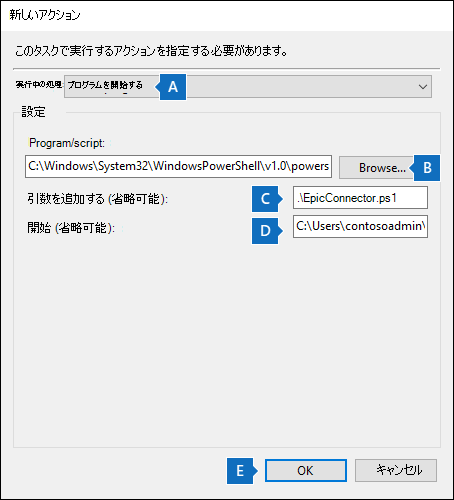 新しいアクション
このタスクで実行するアクションを指定する必要があります。
実行中の処理: プログラムを開始する A
設定
Program/script:
C:\Windows\System32\WindowsPowerShell\v1.0\powers Browse... B
引数を追加する (省略可能): C .\EpicConnector.ps1
開始 (省略可能): D C:\Users\contosoadmin\
E OK キャンセル